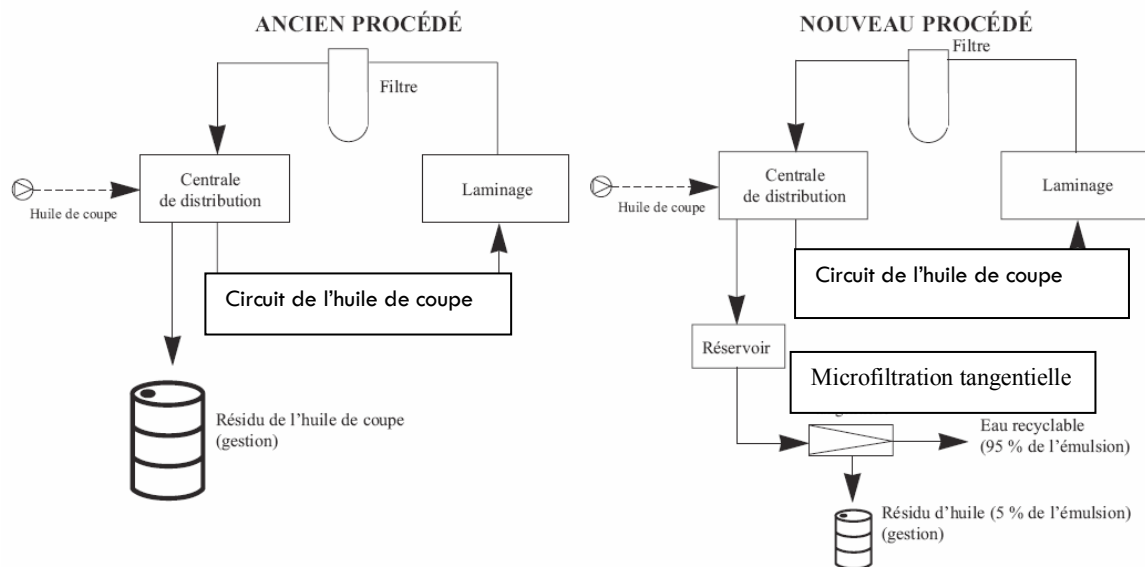 ANCIEN PROCÉDÉ
Filtre
Centrale
de distribution
Laminage
Huile de coupe
Circuit de l'huile de coupe
Résidu de l'huile de coupe
(gestion)
NOUVEAU PROCÉDÉ
Filtre
Centrale
de distribution
Laminage
Huile de coupe
Circuit de l'huile de coupe
Réservoir
Microfiltration tangentielle
Eau recyclable
(95 % de l'émulsion)
Résidu d'huile (5 % de l'émulsion)
(gestion)